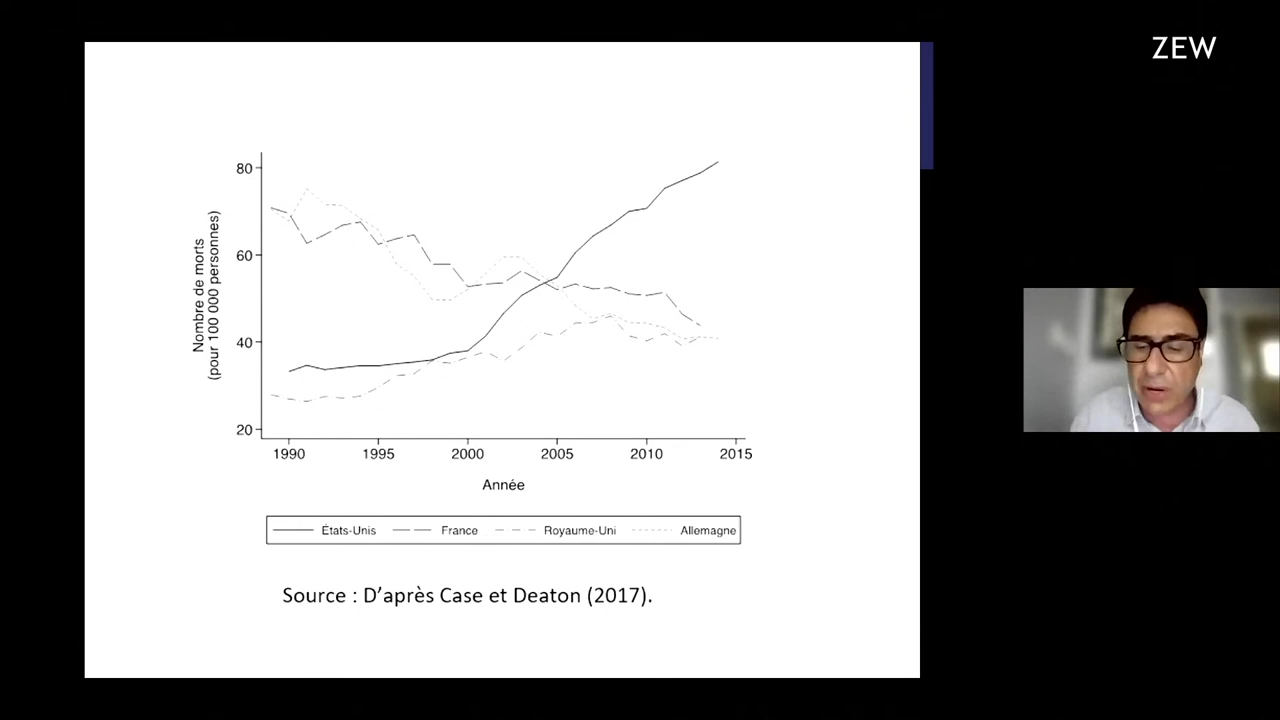 ZEW
80
60
40
20
Nombre de morts
(pour 100 000 personnes)
1990 1995 2000 2005 2010 2015
Année
États-Unis France Royaume-Uni Allemagne
Source : D’après Case et Deaton (2017).